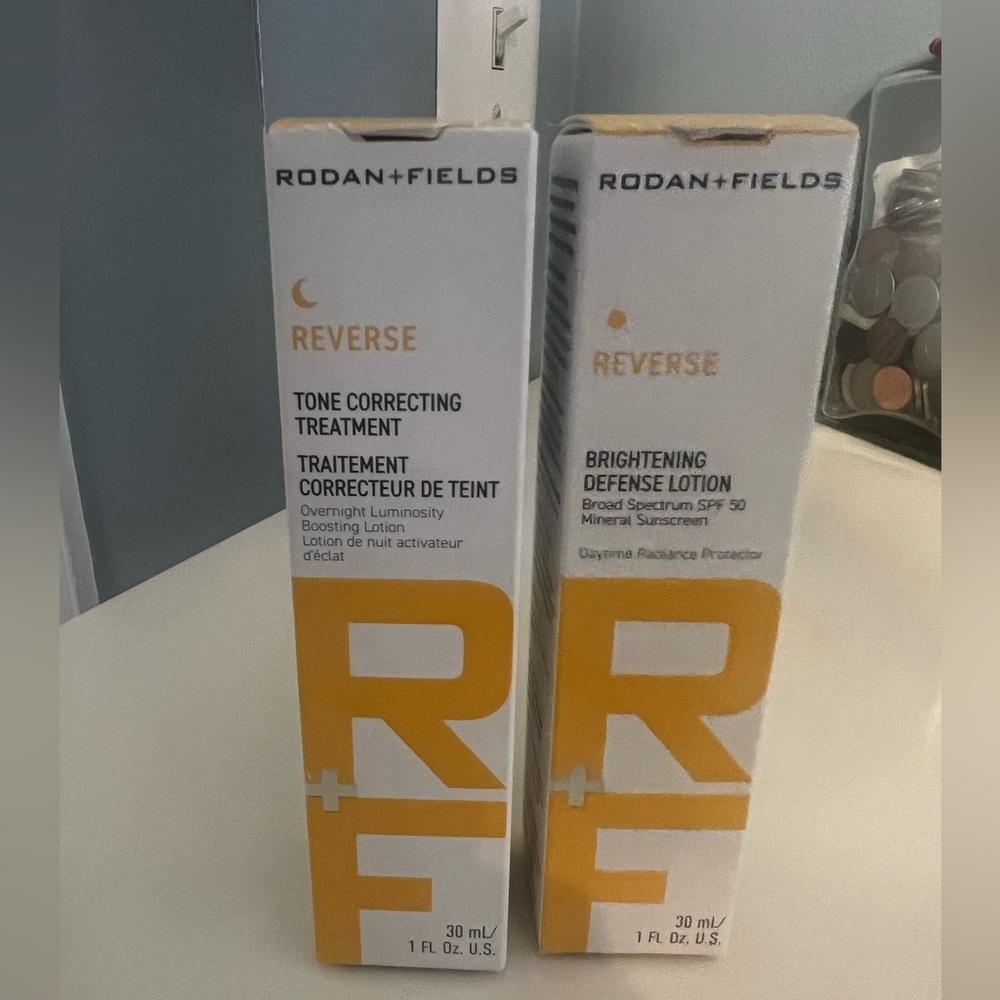 RODAN+FIELDS
REVERSE
TONE CORRECTING
TREATMENT
TRAITEMENT
CORRECTEUR DE TEINT
Overnight Luminosity
Boosting Lotion
Lotion de nuit activateur
d'éclat
R
+
F
30 mL/
1 FL Oz. U.S.
RODAN+FIELDS
REVERSE
BRIGHTENING
DEFENSE LOTION
Broad Spectrum SPF 50
Mineral Sunscreen
Daytime Radiance Protector
R
+
F
30 mL/
1 FL Oz. U.S.